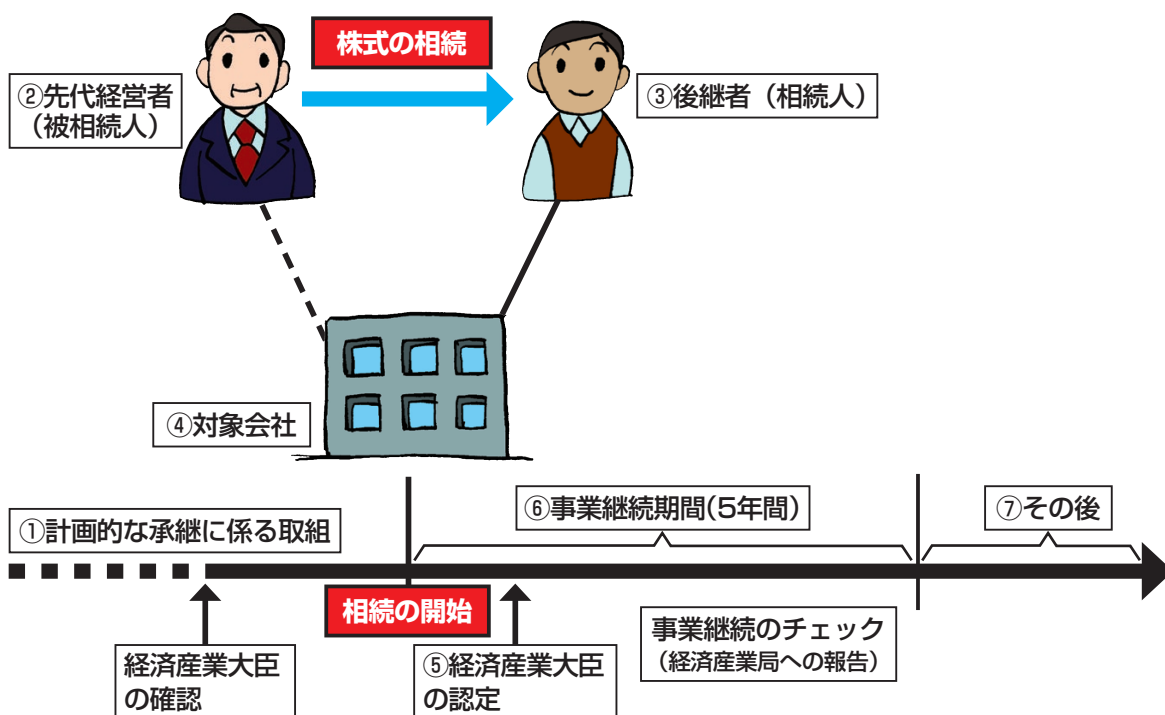 株式の相続
②先代経営者
（被相続人）
③後継者（相続人）
④対象会社
①計画的な承継に係る取組
⑥事業継続期間(5年間)
⑦その後
相続の開始
経済産業大臣
の確認
⑤経済産業大臣
の認定
事業継続のチェック
（経済産業局への報告）